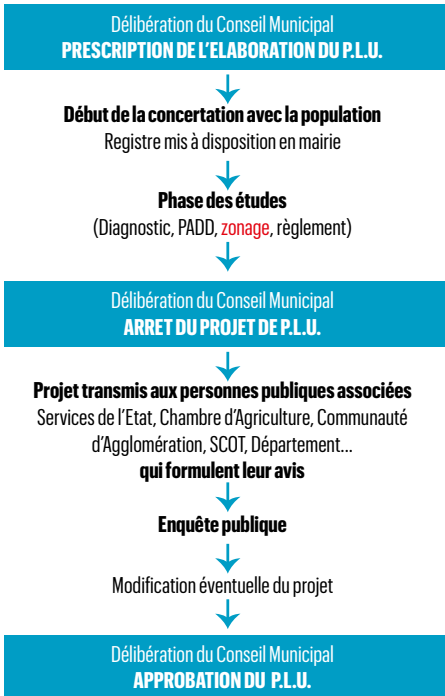 Délibération du Conseil Municipal
PRESCRIPTION DE L'ELABORATION DU P.L.U.
Début de la concertation avec la population
Registre mis à disposition en mairie
Phase des études
(Diagnostic, PADD, zonage, règlement)
Délibération du Conseil Municipal
ARRET DU PROJET DE P.L.U.
Projet transmis aux personnes publiques associées
Services de l'Etat, Chambre d'Agriculture, Communauté
d'Agglomération, SCOT, Département...
qui formulent leur avis
Enquête publique
Modification éventuelle du projet
Délibération du Conseil Municipal
APPROBATION DU P.L.U.